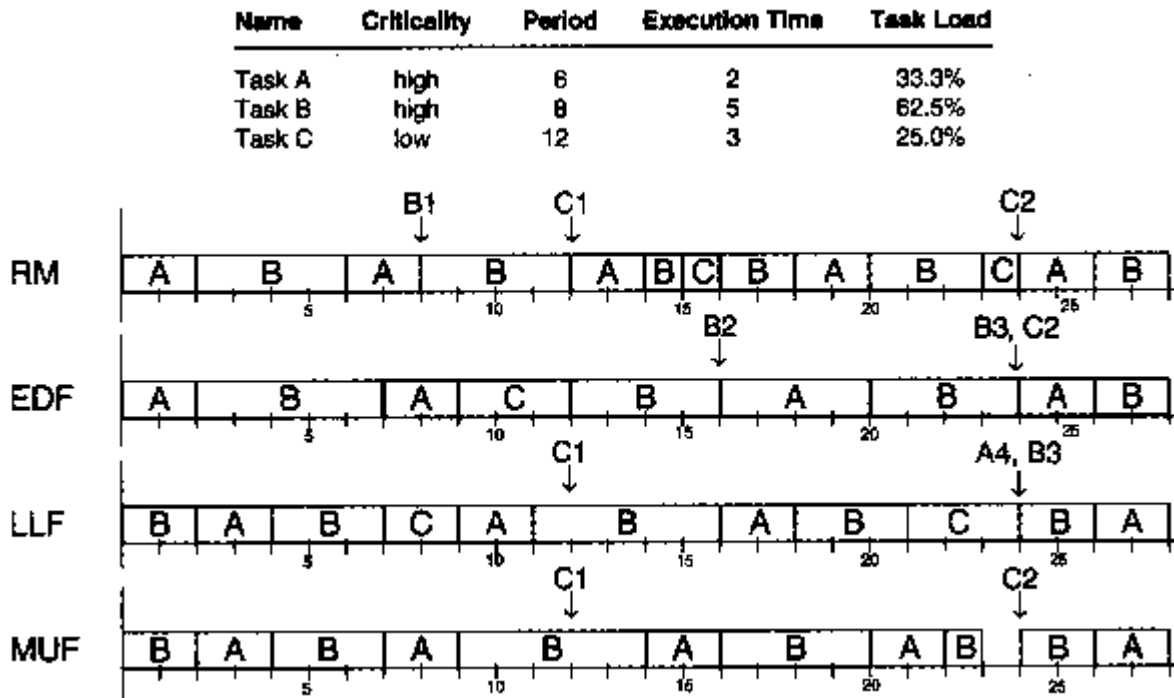 Name Criticality Period Execution Time Task Load
Task A high 6 2 33.3%
Task B high 8 5 62.5%
Task C low 12 3 25.0%
B1 C1 C2
RM A B A B A B C B A B C A B
5 10 15 20 25
B2 B3, C2
EDF A B A C B A B A B
5 10 15 20 25
C1 A4, B3
LLF B A B C A B A B C B A
5 10 15 20 25
C1 C2
MUF B A B A B A B A B B A
5 10 15 20 25